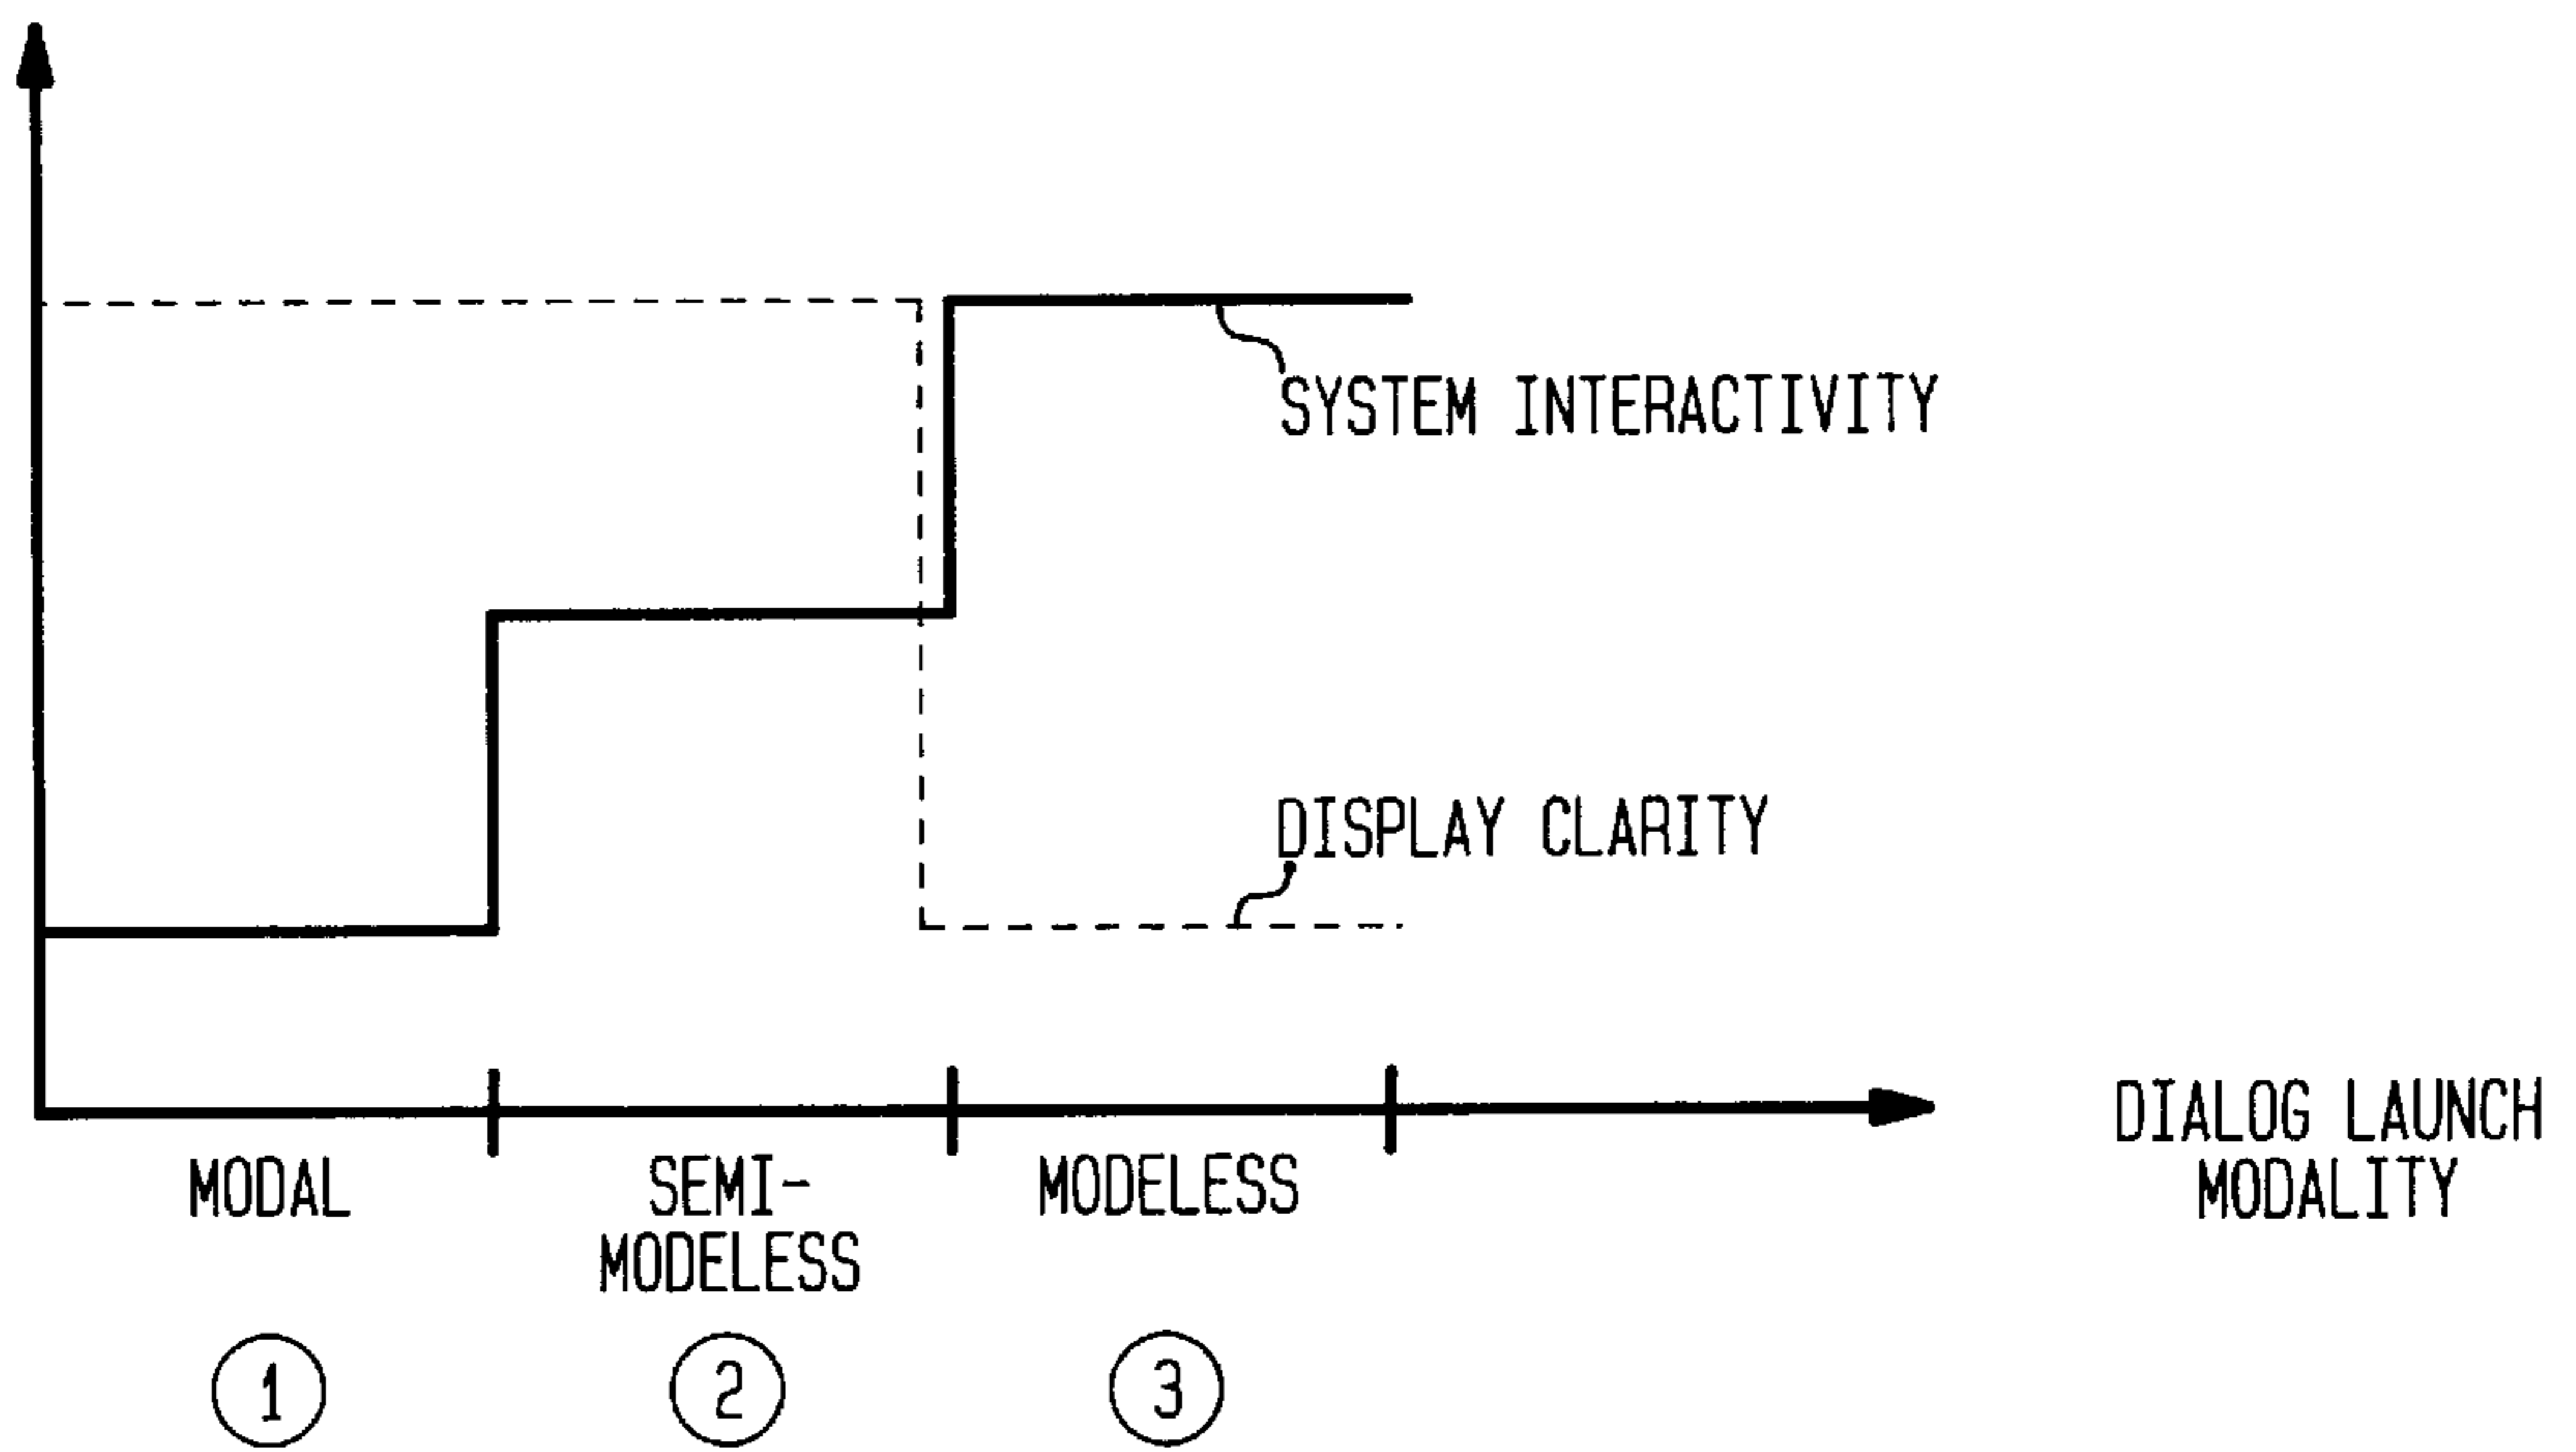 SYSTEM INTERACTIVITY
DISPLAY CLARITY
DIALOG LAUNCH
MODALITY
MODAL
SEMI-
MODELESS
MODELESS
1
2
3